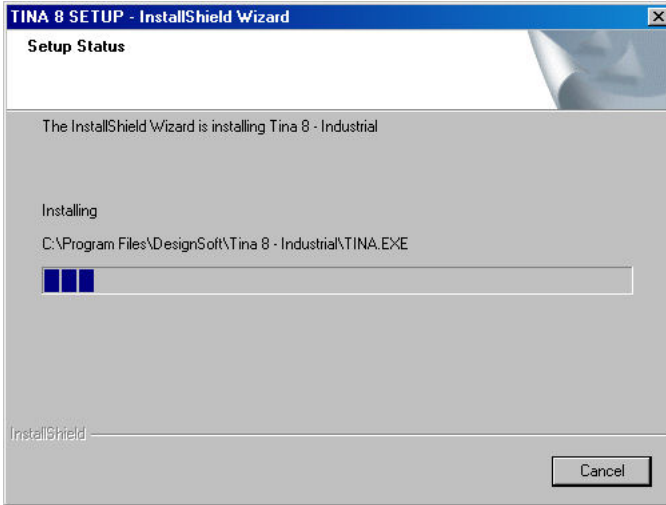 TINA 8 SETUP - InstallShield Wizard
Setup Status
The InstallShield Wizard is installing Tina 8 - Industrial
Installing
C:\Program Files\DesignSoft\Tina 8 - Industrial\TINA.EXE
InstallShield
Cancel